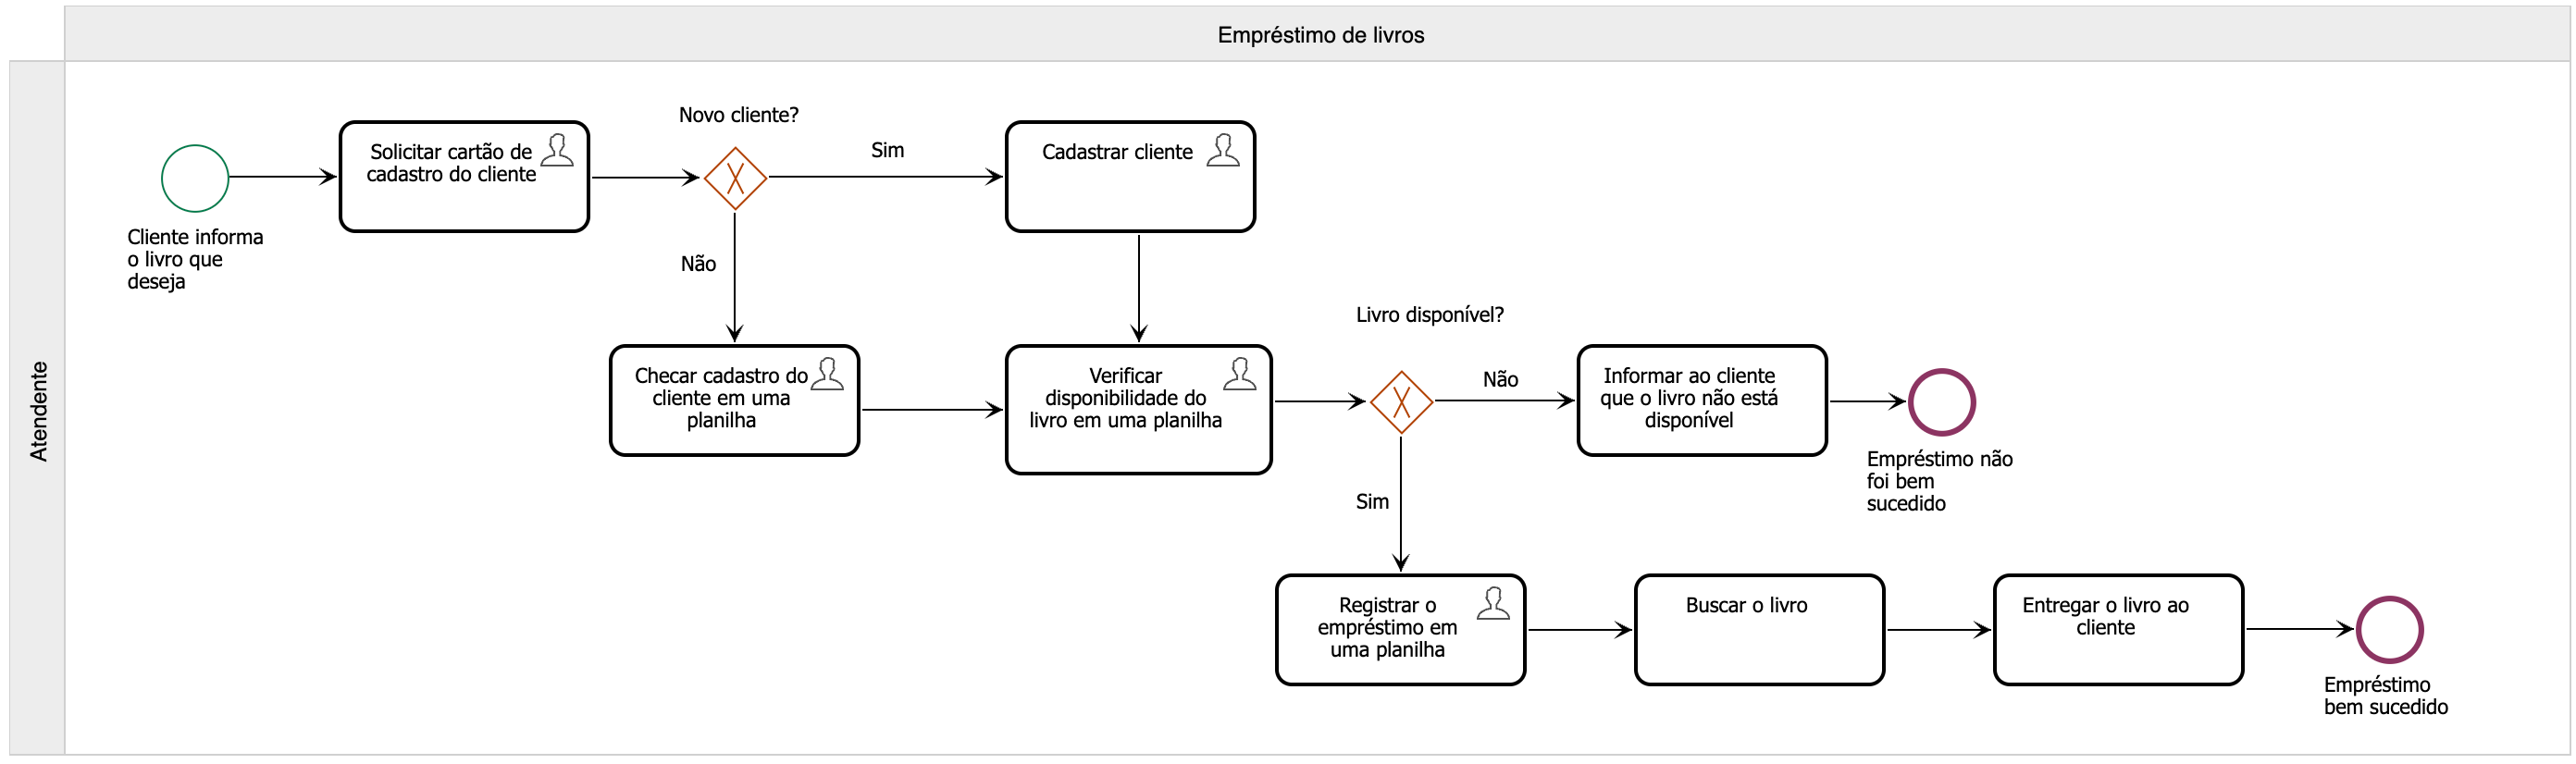 Empréstimo de livros
Atendente
Cliente informa
o livro que
deseja
Solicitar cartão de
cadastro do cliente
Novo cliente?
Sim
Não
Cadastrar cliente
Checar cadastro do
cliente em uma
planilha
Verificar
disponibilidade do
livro em uma planilha
Livro disponível?
Não
Sim
Informar ao cliente
que o livro não está
disponível
Empréstimo não
foi bem
sucedido
Registrar o
empréstimo em
uma planilha
Buscar o livro
Entregar o livro ao
cliente
Empréstimo
bem sucedido